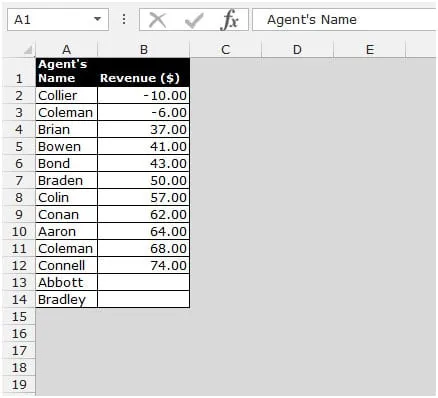 A1 Agent's Name
A B C D E
Agent's
1 Name Revenue ($)
2 Collier -10.00
3 Coleman -6.00
4 Brian 37.00
5 Bowen 41.00
6 Bond 43.00
7 Braden 50.00
8 Colin 57.00
9 Conan 62.00
10 Aaron 64.00
11 Coleman 68.00
12 Connell 74.00
13 Abbott
14 Bradley
15
16
17
18
19